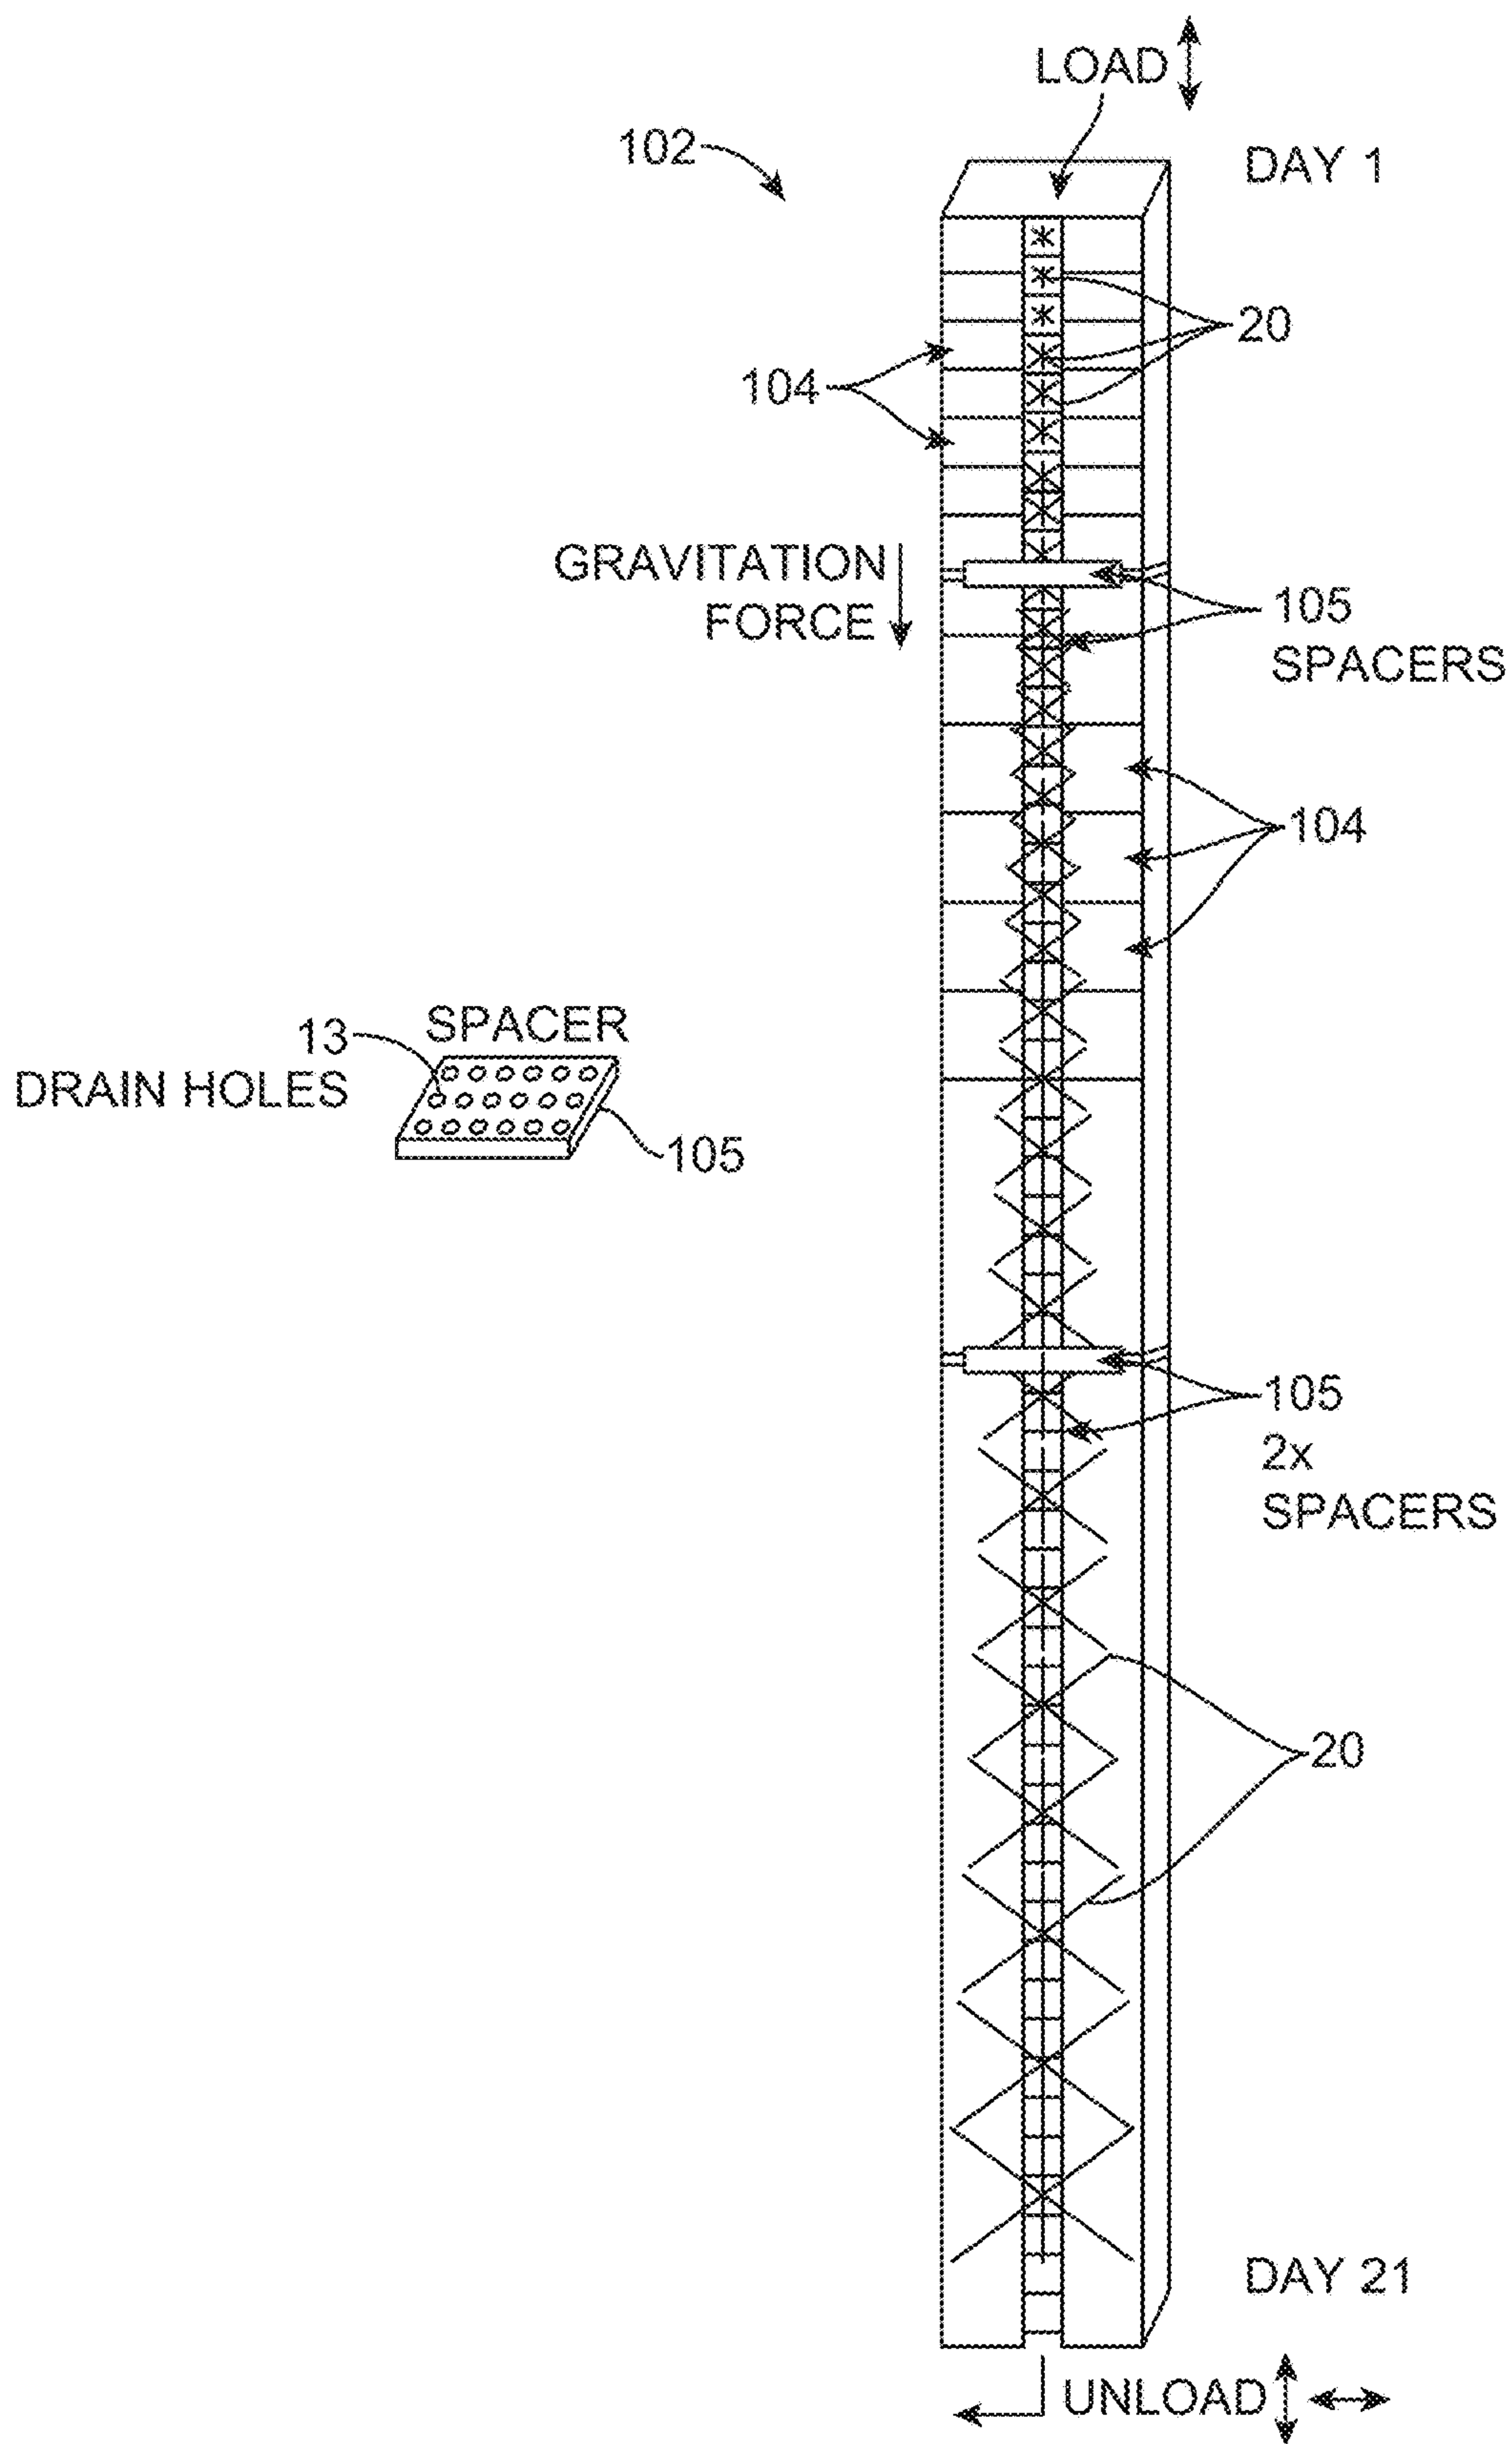 LOAD
102
DAY 1
20
104
GRAVITATION
FORCE
105
SPACERS
104
SPACER
13
DRAIN HOLES
105
105
2x
SPACERS
20
DAY 21
UNLOAD